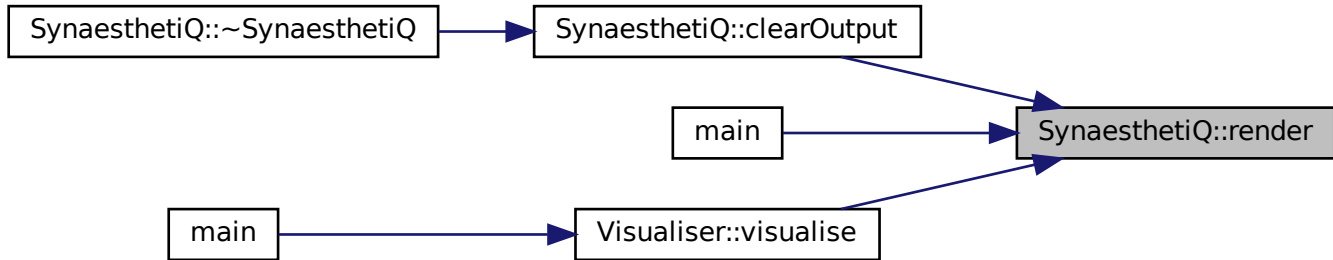 SynaesthetiQ::~SynaesthetiQ
SynaesthetiQ::clearOutput
main
SynaesthetiQ::render
main
Visualiser::visualise